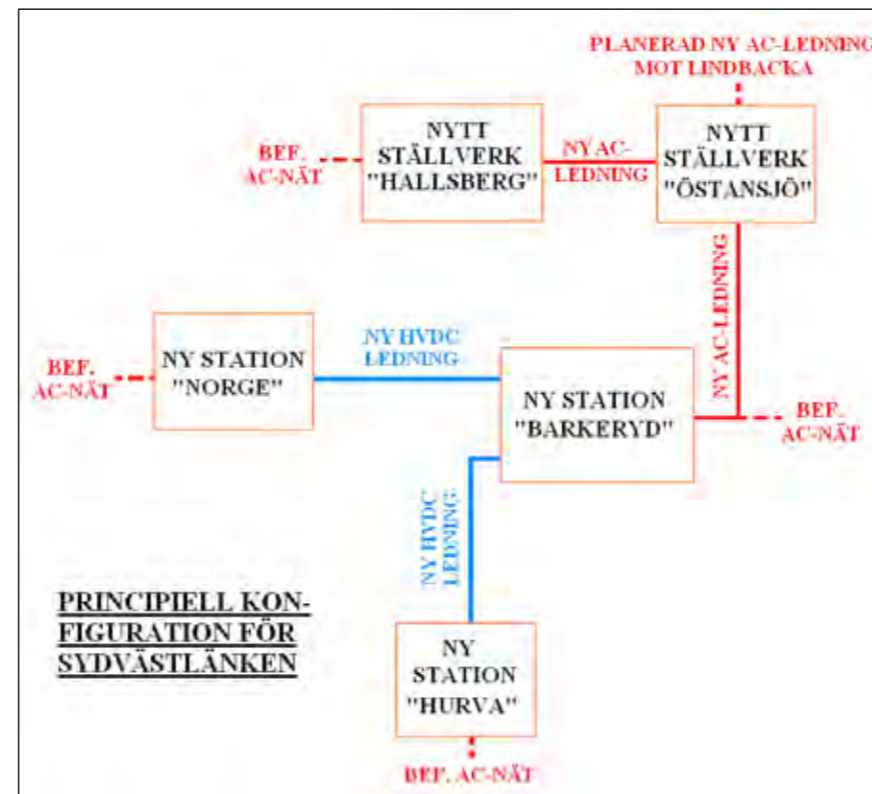 PLANERAD NY AC-LEDNING
MOT LINDBACKA
NYTT
STÄLLVERK
"HALLSBERG"
BEF.
AC-NÄT
NY AC-
LEDNING
NYTT
STÄLLVERK
"ÖSTANSJÖ"
NY AC-LEDNING
NY HVDC
LEDNING
NY STATION
"NORGE"
BEF.
AC-NÄT
NY STATION
"BARKERYD"
BEF.
AC-NÄT
NY HVDC
LEDNING
PRINCIPIELL KON-
FIGURATION FÖR
SYDVÄSTLÄNKEN
NY
STATION
"HURVA"
BEF. AC-NÄT